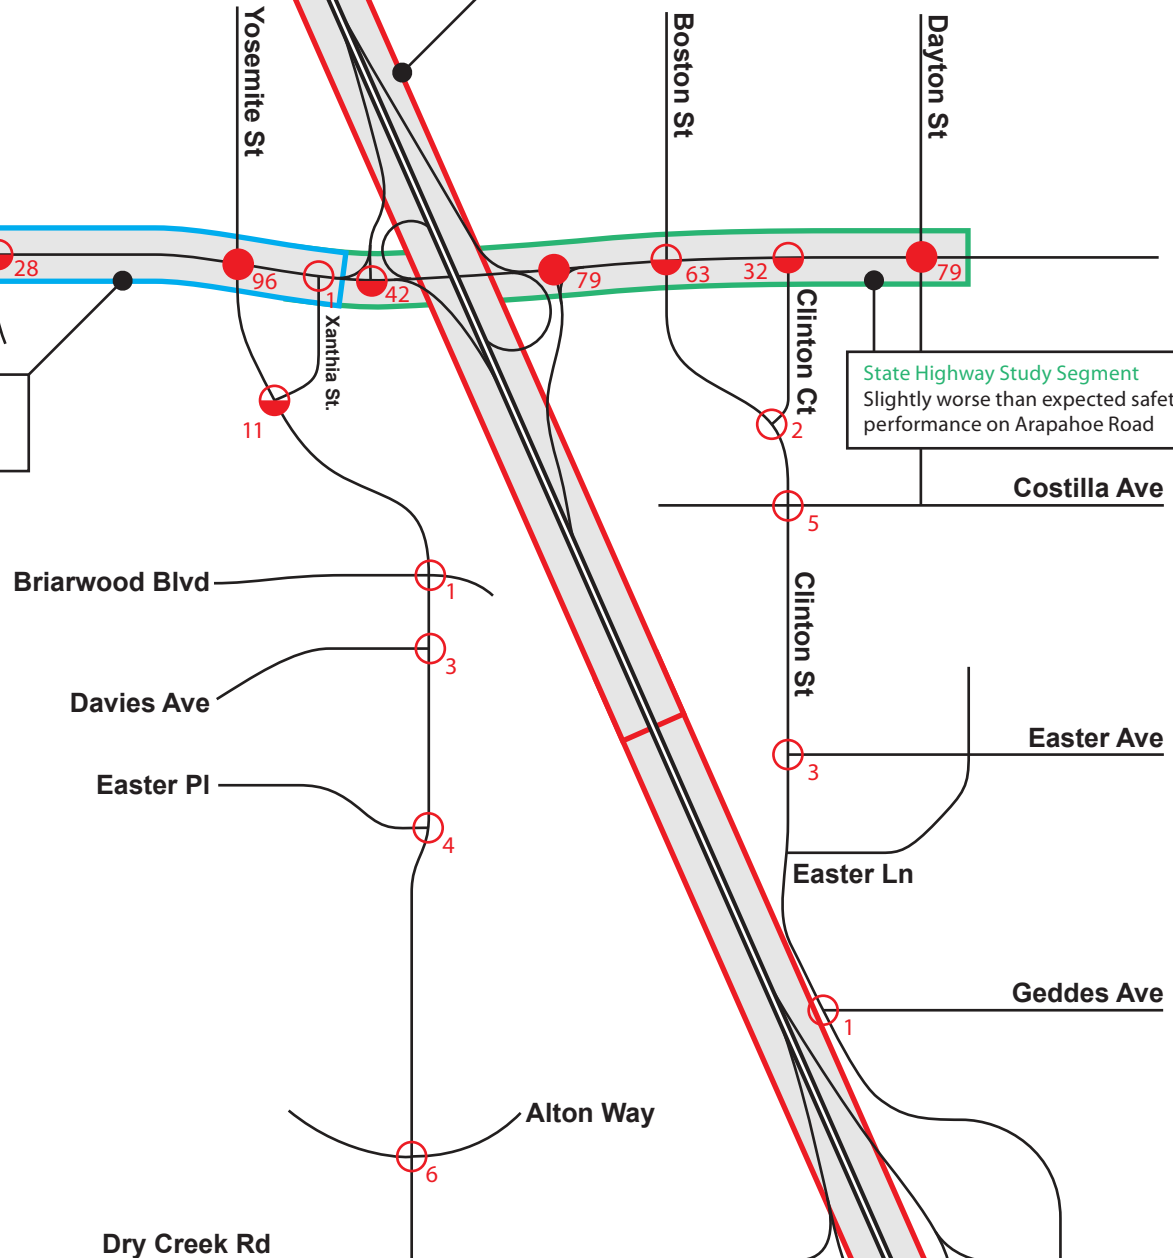 Yosemite St
Boston St
Dayton St
28
96
1
42
79
63
32
79
Xanthia St.
Clinton Ct
State Highway Study Segment
Slightly worse than expected safet
performance on Arapahoe Road
11
2
Costilla Ave
5
Briarwood Blvd
1
Clinton St
3
Davies Ave
Easter Ave
3
Easter Pl
4
Easter Ln
Geddes Ave
1
Alton Way
6
Dry Creek Rd